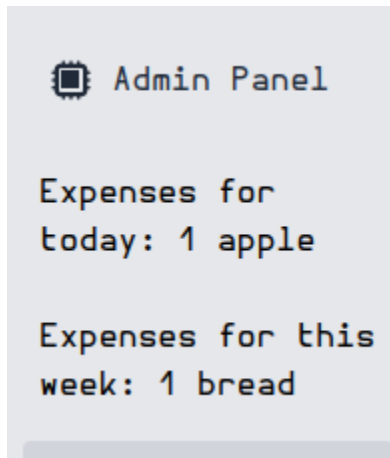 Admin Panel
Expenses for
today: 1 apple
Expenses for this
week: 1 bread